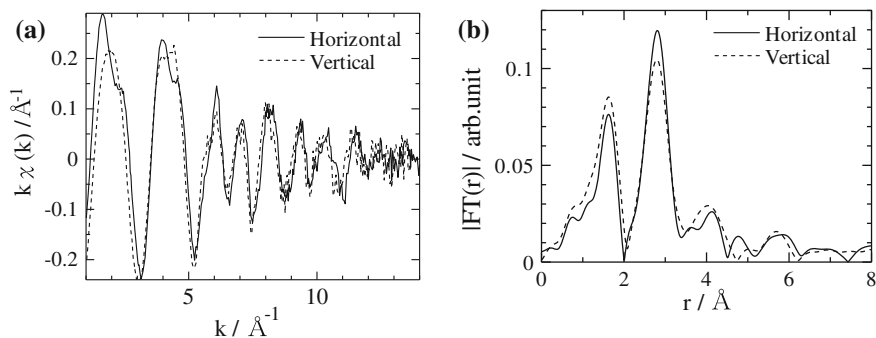 (a)
Horizontal
Vertical
0.2
0.1
0
-0.1
-0.2
k χ (k) / Å⁻¹
5
10
k / Å⁻¹
(b)
Horizontal
Vertical
0.1
0.05
0
|FT(r)| / arb.unit
0
2
4
6
8
r / Å